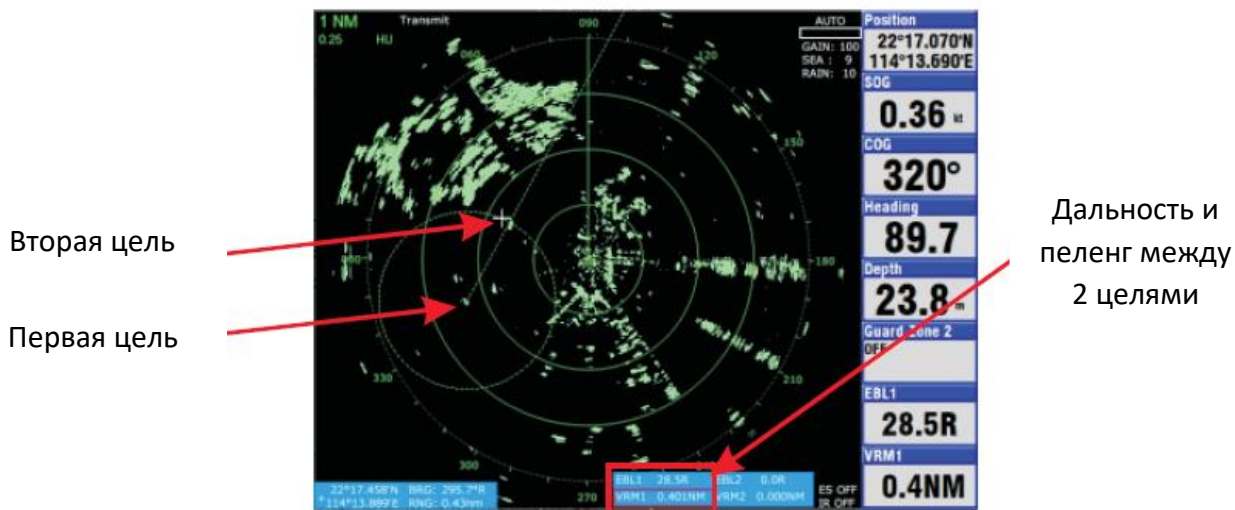 1 NM
Transmit
0.25
HU
090
060
120
150
180
210
270
300
330
AUTO
GAIN: 100
SEA : 9
RAIN: 10
Position
22°17.070'N
114°13.690'E
SOG
0.36 kt
COG
320°
Heading
89.7
Depth
23.8 m
Guard Zone 2
OFF
EBL1
28.5R
VRM1
0.4NM
Вторая цель
Первая цель
Дальность и
пеленг между
2 целями
22°17.458'N BRG: 295.7°R
114°13.889'E RNG: 0.43nm
EBL1 28.5R EBL2 0.0R
VRM1 0.401NM VRM2 0.000NM
ES OFF
IR OFF